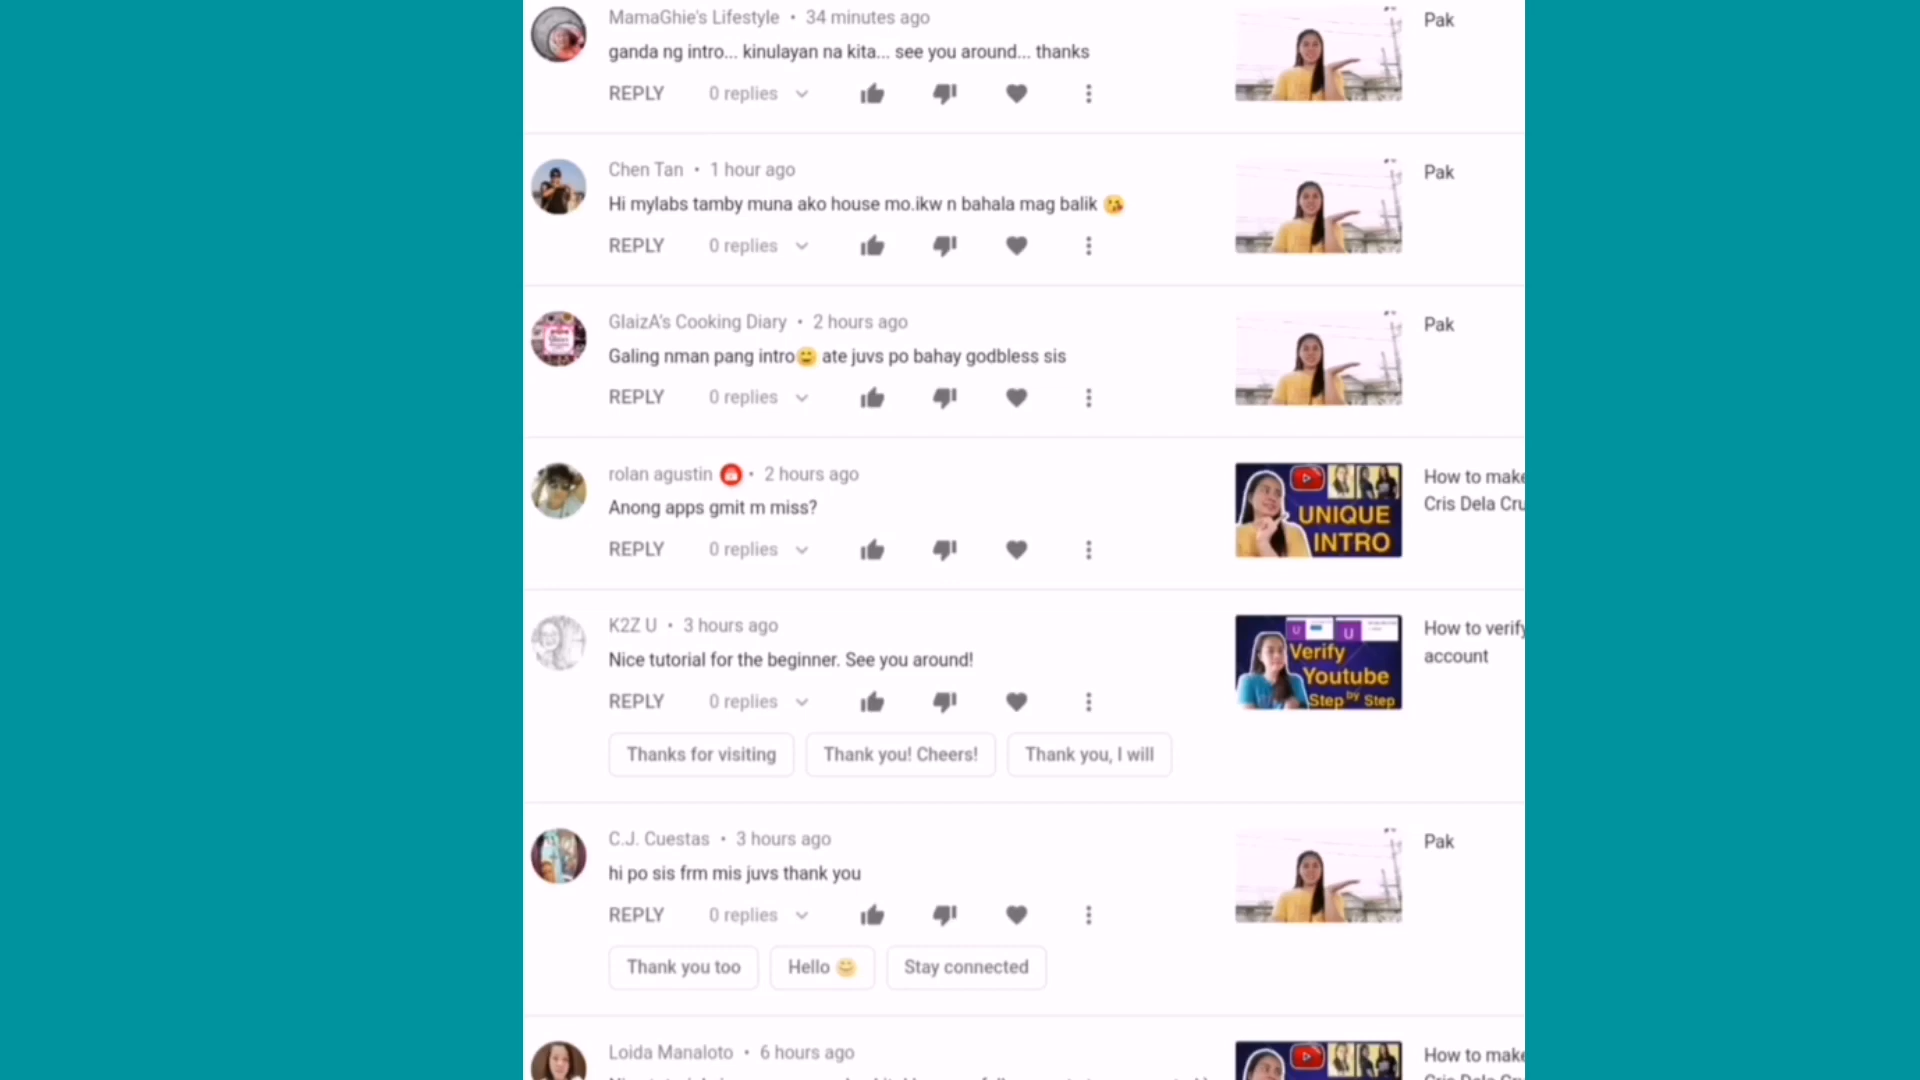 MamaGhie's Lifestyle • 34 minutes ago
Pak
ganda ng intro... kinulayan na kita... see you around... thanks
REPLY 0 replies
Chen Tan • 1 hour ago
Pak
Hi mylabs tamby muna ako house mo.ikw n bahala mag balik 😘
REPLY 0 replies
GlaizA's Cooking Diary • 2 hours ago
Pak
Galing nman pang intro😄 ate juvs po bahay godbless sis
REPLY 0 replies
rolan agustin • 2 hours ago
Anong apps gmit m miss?
REPLY 0 replies
UNIQUE
INTRO
How to make
Cris Dela Cru
K2Z U • 3 hours ago
Nice tutorial for the beginner. See you around!
REPLY 0 replies
Verify
Youtube
Step by Step
How to verify
account
Thanks for visiting
Thank you! Cheers!
Thank you, I will
C.J. Cuestas • 3 hours ago
Pak
hi po sis frm mis juvs thank you
REPLY 0 replies
Thank you too
Hello 😄
Stay connected
Loida Manaloto • 6 hours ago
How to make